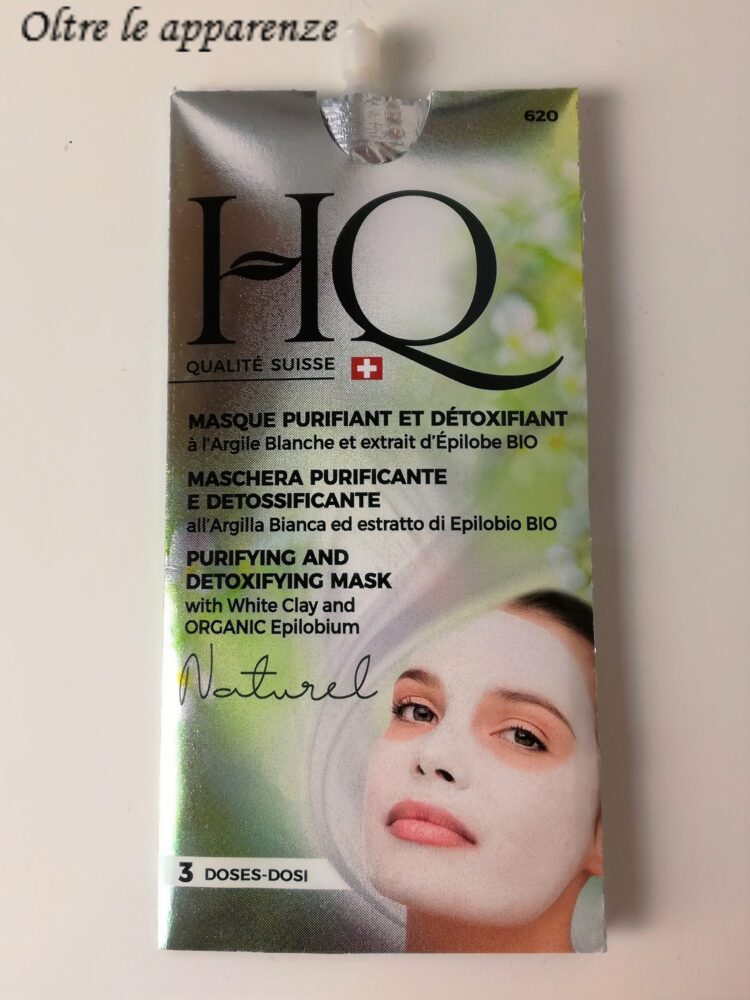 Oltre le apparenze
620
HQ
QUALITÉ SUISSE
MASQUE PURIFIANT ET DÉTOXIFIANT
à l'Argile Blanche et extrait d'Épilobe BIO
MASCHERA PURIFICANTE
E DETOSSIFICANTE
all'Argilla Bianca ed estratto di Epilobio BIO
PURIFYING AND
DETOXIFYING MASK
with White Clay and
ORGANIC Epilobium
Naturel
3 DOSES-DOSI